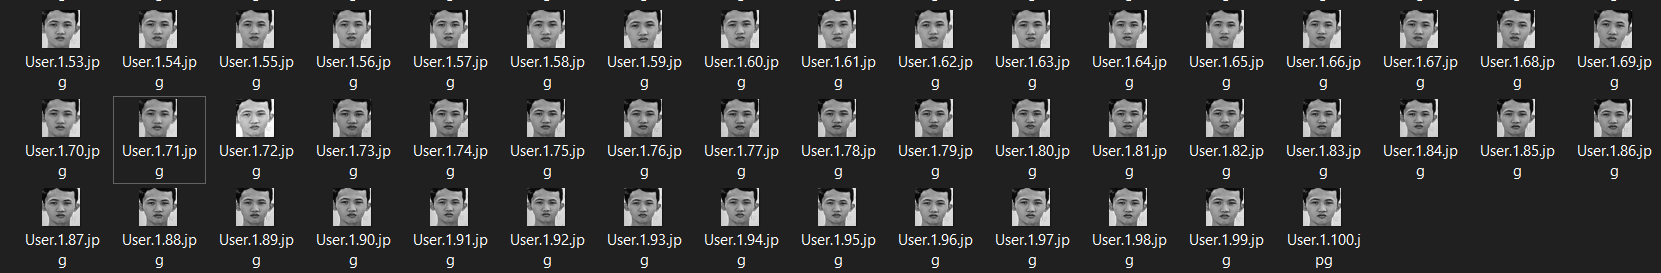 g g g g g g g g g g g g g g g g g
User.1.53.jp User.1.54.jp User.1.55.jp User.1.56.jp User.1.57.jp User.1.58.jp User.1.59.jp User.1.60.jp User.1.61.jp User.1.62.jp User.1.63.jp User.1.64.jp User.1.65.jp User.1.66.jp User.1.67.jp User.1.68.jp User.1.69.jp
g g g g g g g g g g g g g g g g g
User.1.70.jp User.1.71.jp User.1.72.jp User.1.73.jp User.1.74.jp User.1.75.jp User.1.76.jp User.1.77.jp User.1.78.jp User.1.79.jp User.1.80.jp User.1.81.jp User.1.82.jp User.1.83.jp User.1.84.jp User.1.85.jp User.1.86.jp
g g g g g g g g g g g g g g g g g
User.1.87.jp User.1.88.jp User.1.89.jp User.1.90.jp User.1.91.jp User.1.92.jp User.1.93.jp User.1.94.jp User.1.95.jp User.1.96.jp User.1.97.jp User.1.98.jp User.1.99.jp User.1.100.j
g g g g g g g g g g g g g pg